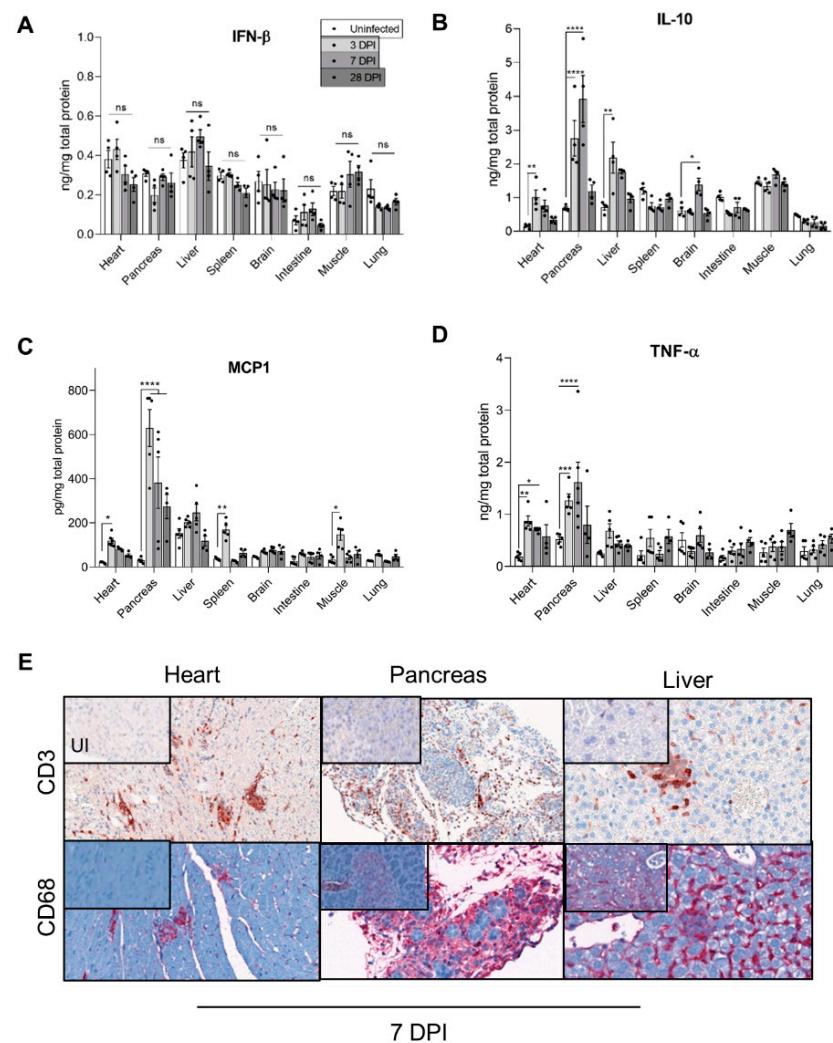 A
IFN-β
Uninfected
3 DPI
7 DPI
28 DPI
ng/mg total protein
1.0
0.8
0.6
0.4
0.2
0.0
ns
ns
ns
ns
ns
ns
ns
ns
Heart
Pancreas
Liver
Spleen
Brain
Intestine
Muscle
Lung
B
IL-10
ng/mg total protein
6
5
4
3
2
1
0
**
****
****
**
*
Heart
Pancreas
Liver
Spleen
Brain
Intestine
Muscle
Lung
C
MCP1
pg/mg total protein
800
600
400
200
0
*
****
**
*
Heart
Pancreas
Liver
Spleen
Brain
Intestine
Muscle
Lung
D
TNF-α
ng/mg total protein
4
3
2
1
0
*
**
****
***
Heart
Pancreas
Liver
Spleen
Brain
Intestine
Muscle
Lung
E
Heart Pancreas Liver
CD3
UI
CD68
7 DPI